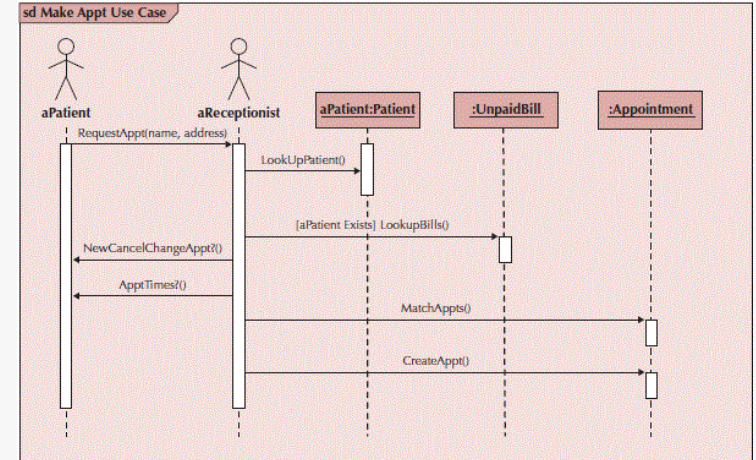 sd Make Appt Use Case
aPatient
aReceptionist
aPatient:Patient
:UnpaidBill
:Appointment
RequestAppt(name, address)
LookUpPatient()
[aPatient Exists] LookupBills()
NewCancelChangeAppt?()
ApptTimes?()
MatchAppts()
CreateAppt()